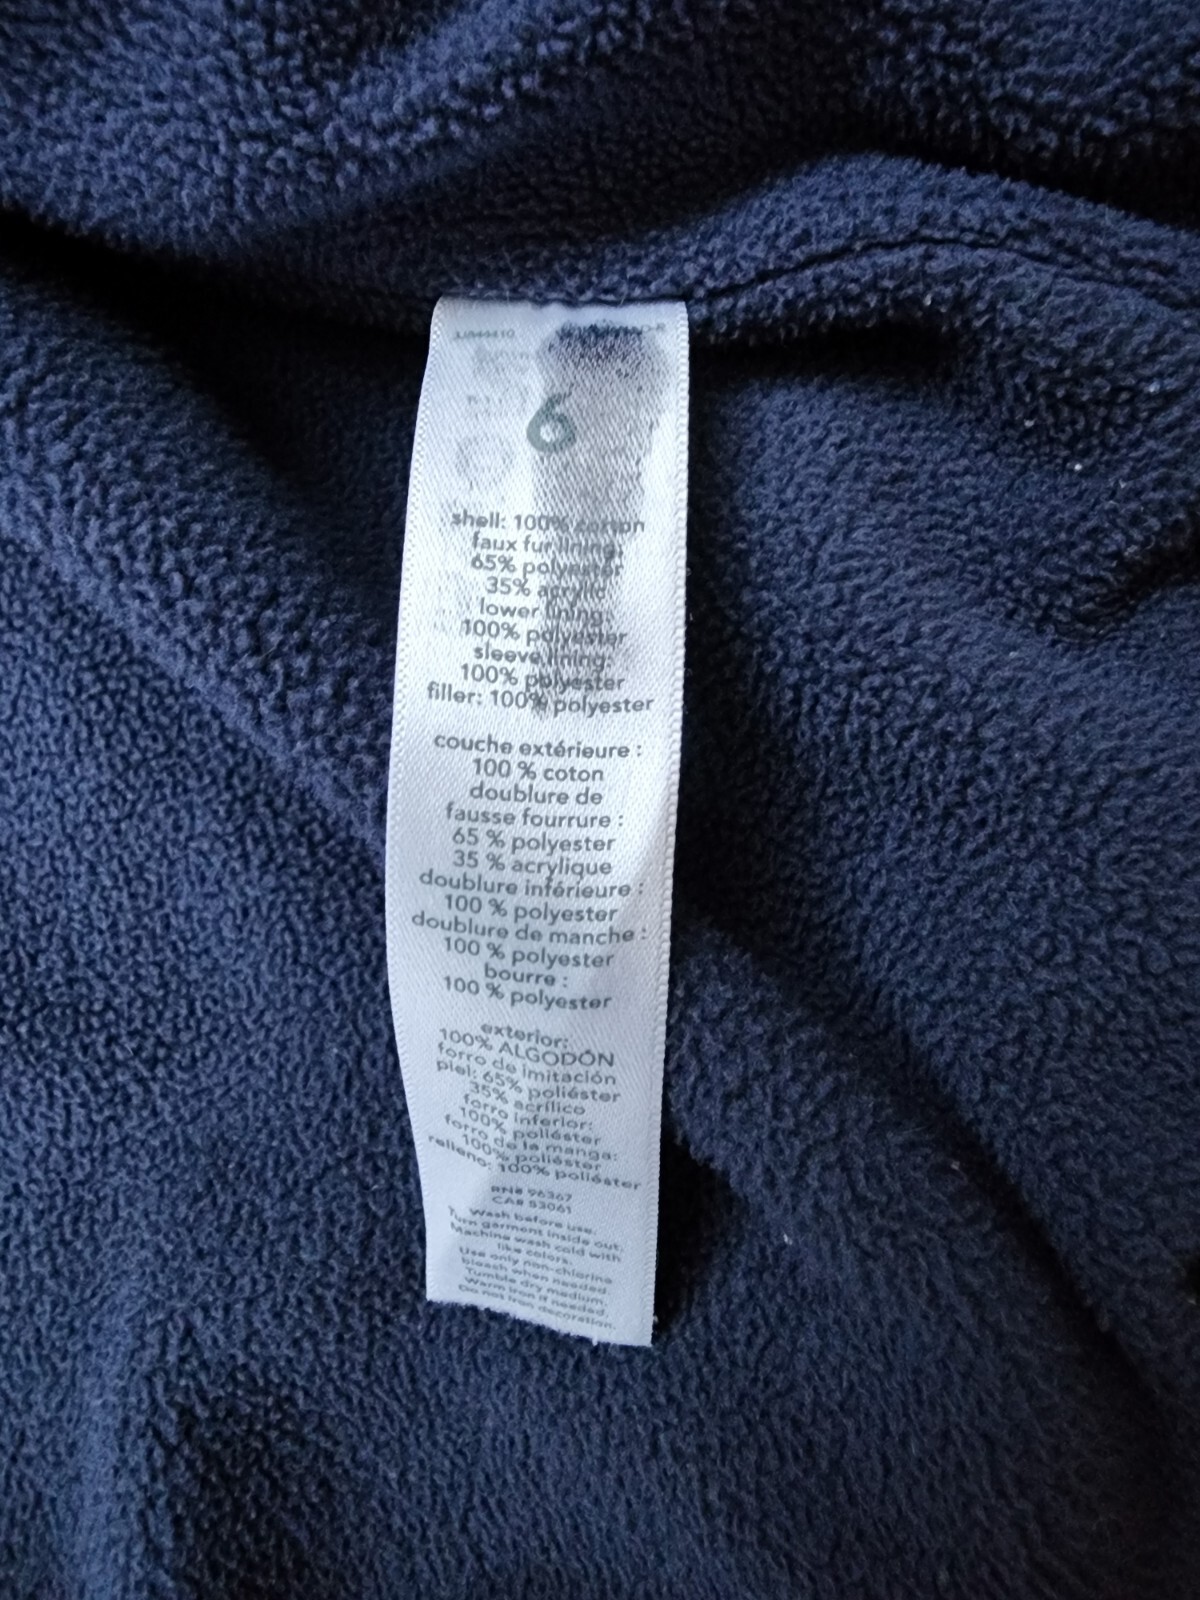 6
shell: 100% cotton
faux fur lining:
65% polyester
35% acrylic
lower lining:
100% polyester
sleeve lining:
100% polyester
filler: 100% polyester
couche extérieure :
100 % coton
doublure de
fausse fourrure :
65 % polyester
35 % acrylique
doublure inférieure :
100 % polyester
doublure de manche :
100 % polyester
bourre :
100 % polyester
exterior:
100% ALGODÓN
forro de imitación
piel: 65% poliéster
35% acrílico
forro inferior:
100% poliéster
forro de la manga:
100% poliéster
relleno: 100% poliéster
RN# 96367
CA# 53061
Wash before use.
Turn garment inside out.
Machine wash cold with
like colors.
Use only non-chlorine
bleach when needed.
Tumble dry medium.
Warm iron if needed.
Do not iron decoration.